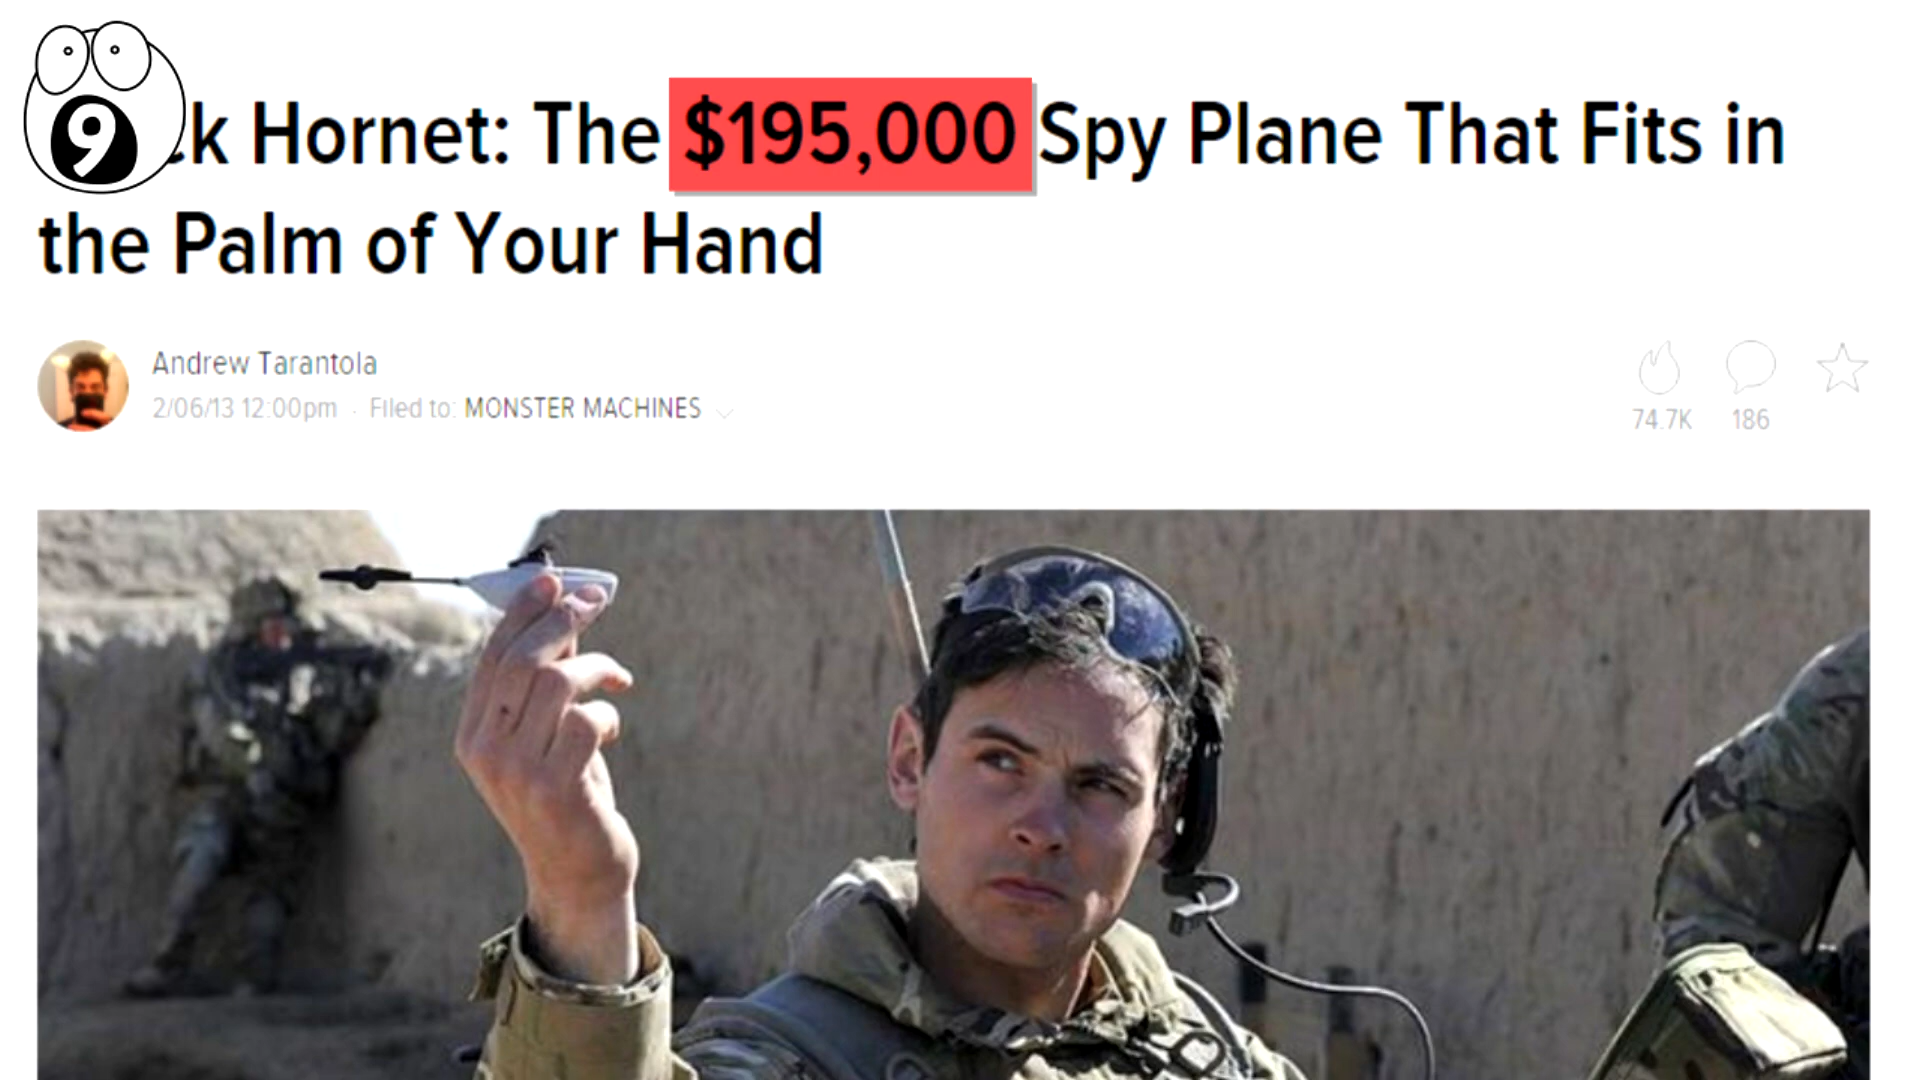 9
k Hornet: The $195,000 Spy Plane That Fits in
the Palm of Your Hand
Andrew Tarantola
2/06/13 12:00pm · Filed to: MONSTER MACHINES
74.7K 186